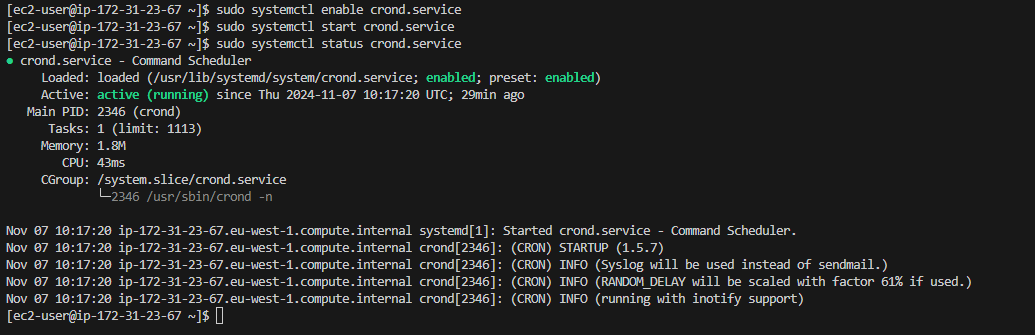 [ec2-user@ip-172-31-23-67 ~]$ sudo systemctl enable crond.service
[ec2-user@ip-172-31-23-67 ~]$ sudo systemctl start crond.service
[ec2-user@ip-172-31-23-67 ~]$ sudo systemctl status crond.service
● crond.service - Command Scheduler
     Loaded: loaded (/usr/lib/systemd/system/crond.service; enabled; preset: enabled)
     Active: active (running) since Thu 2024-11-07 10:17:20 UTC; 29min ago
   Main PID: 2346 (crond)
      Tasks: 1 (limit: 1113)
     Memory: 1.8M
        CPU: 43ms
     CGroup: /system.slice/crond.service
             └─2346 /usr/sbin/crond -n

Nov 07 10:17:20 ip-172-31-23-67.eu-west-1.compute.internal systemd[1]: Started crond.service - Command Scheduler.
Nov 07 10:17:20 ip-172-31-23-67.eu-west-1.compute.internal crond[2346]: (CRON) STARTUP (1.5.7)
Nov 07 10:17:20 ip-172-31-23-67.eu-west-1.compute.internal crond[2346]: (CRON) INFO (Syslog will be used instead of sendmail.)
Nov 07 10:17:20 ip-172-31-23-67.eu-west-1.compute.internal crond[2346]: (CRON) INFO (RANDOM_DELAY will be scaled with factor 61% if used.)
Nov 07 10:17:20 ip-172-31-23-67.eu-west-1.compute.internal crond[2346]: (CRON) INFO (running with inotify support)
[ec2-user@ip-172-31-23-67 ~]$